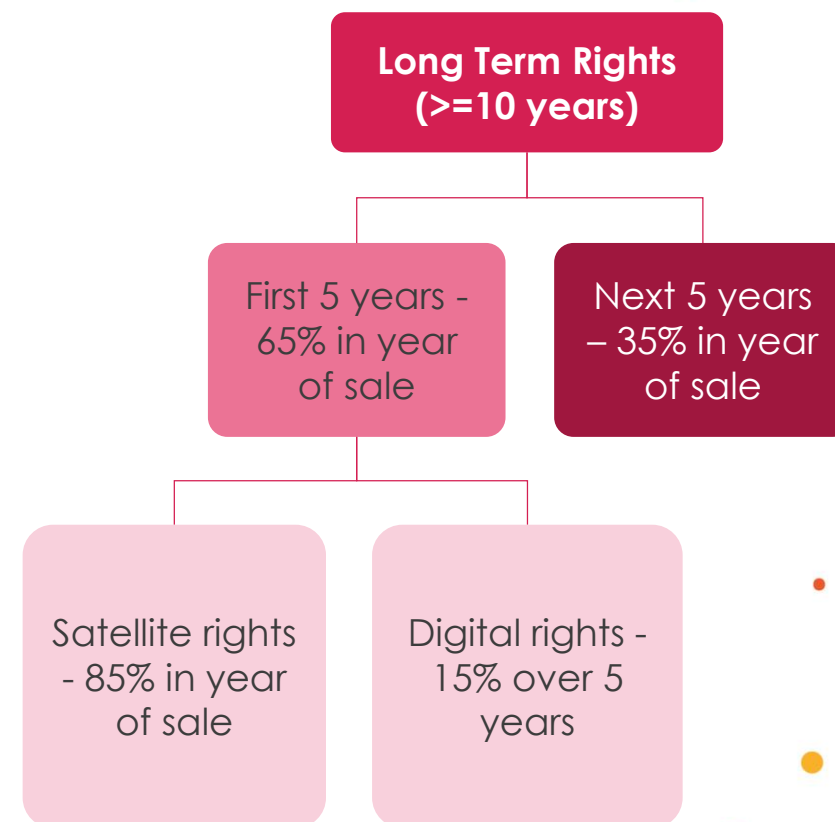 Long Term Rights
(>=10 years)
First 5 years -
65% in year
of sale
Next 5 years
– 35% in year
of sale
Satellite rights
- 85% in year
of sale
Digital rights -
15% over 5
years